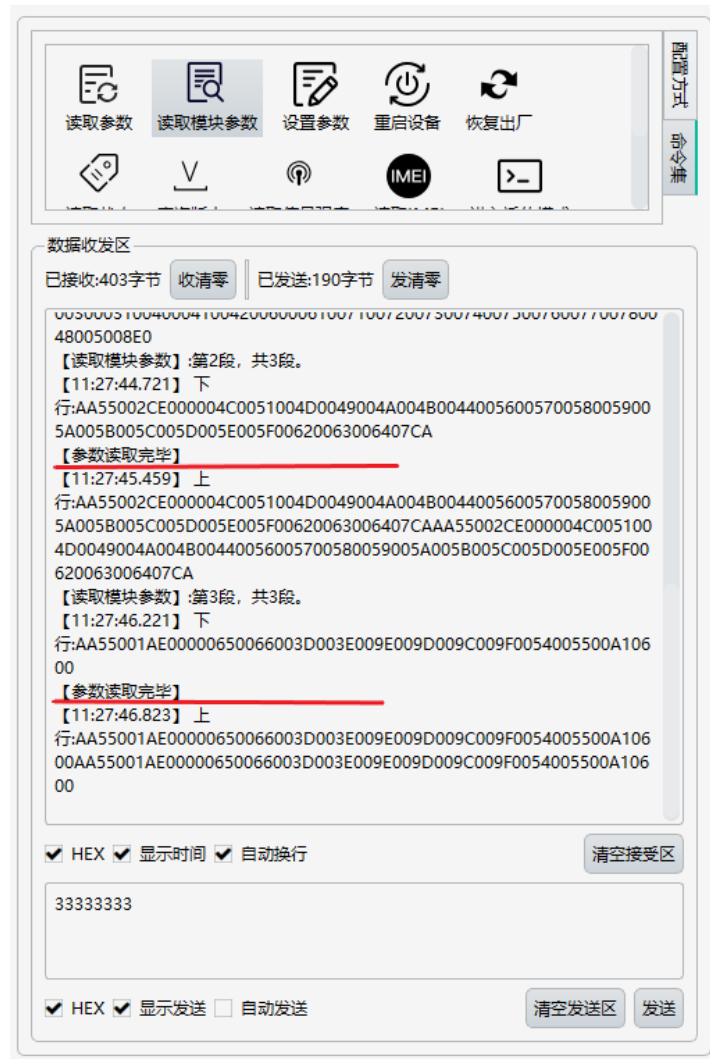 读取参数 读取模块参数 设置参数 重启设备 恢复出厂
配置方式
命令集
IMEI
数据收发区
已接收:403字节 收清零 已发送:190字节 发清零
48005008E0
【读取模块参数】:第2段，共3段。
【11:27:44.721】 下
行:AA55002CE000004C0051004D0049004A004B0044005600570058005900
5A005B005C005D005E005F00620063006407CA
【参数读取完毕】
【11:27:45.459】 上
行:AA55002CE000004C0051004D0049004A004B0044005600570058005900
5A005B005C005D005E005F00620063006407CAAA55002CE000004C005100
4D0049004A004B00440056005700580059005A005B005C005D005E005F00
620063006407CA
【读取模块参数】:第3段，共3段。
【11:27:46.221】 下
行:AA55001AE00000650066003D003E009E009D009C009F0054005500A106
00
【参数读取完毕】
【11:27:46.823】 上
行:AA55001AE00000650066003D003E009E009D009C009F0054005500A106
00AA55001AE00000650066003D003E009E009D009C009F0054005500A106
00
HEX 显示时间 自动换行 清空接受区
33333333
HEX 显示发送 自动发送 清空发送区 发送